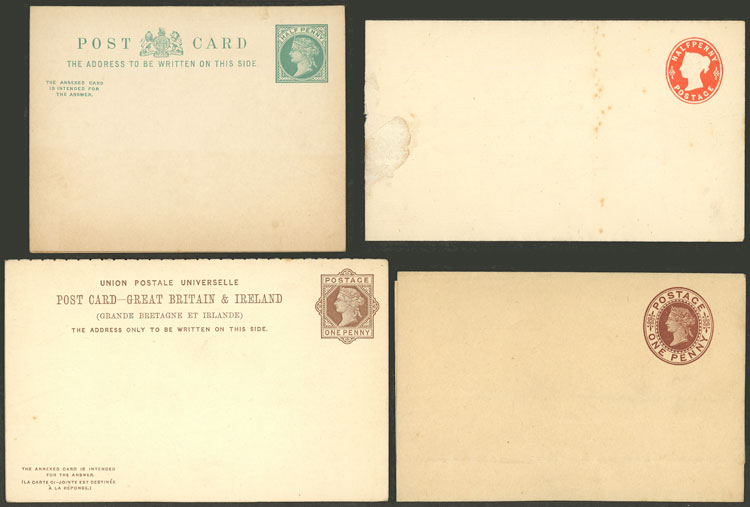 POST CARD
THE ADDRESS TO BE WRITTEN ON THIS SIDE.
HALF PENNY
THE ANNEXED CARD
IS INTENDED FOR
THE ANSWER.
HALFPENNY
POSTAGE
UNION POSTALE UNIVERSELLE
POST CARD—GREAT BRITAIN & IRELAND
(GRANDE BRETAGNE ET IRLANDE)
THE ADDRESS ONLY TO BE WRITTEN ON THIS SIDE.
POSTAGE
ONE PENNY
THE ANNEXED CARD IS INTENDED
FOR THE ANSWER.
(LA CARTE CI-JOINTE EST DESTINÉE
À LA RÉPONSE.)
POSTAGE
ONE PENNY